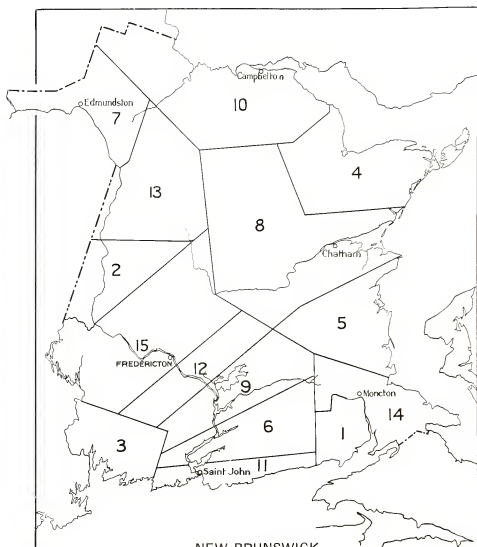 Campbellton
Edmundston
7
10
4
13
8
Chatham
2
5
15
FREDERICTON
12
9
Moncton
14
3
6
1
11
Saint John
NEW BRUNSWICK